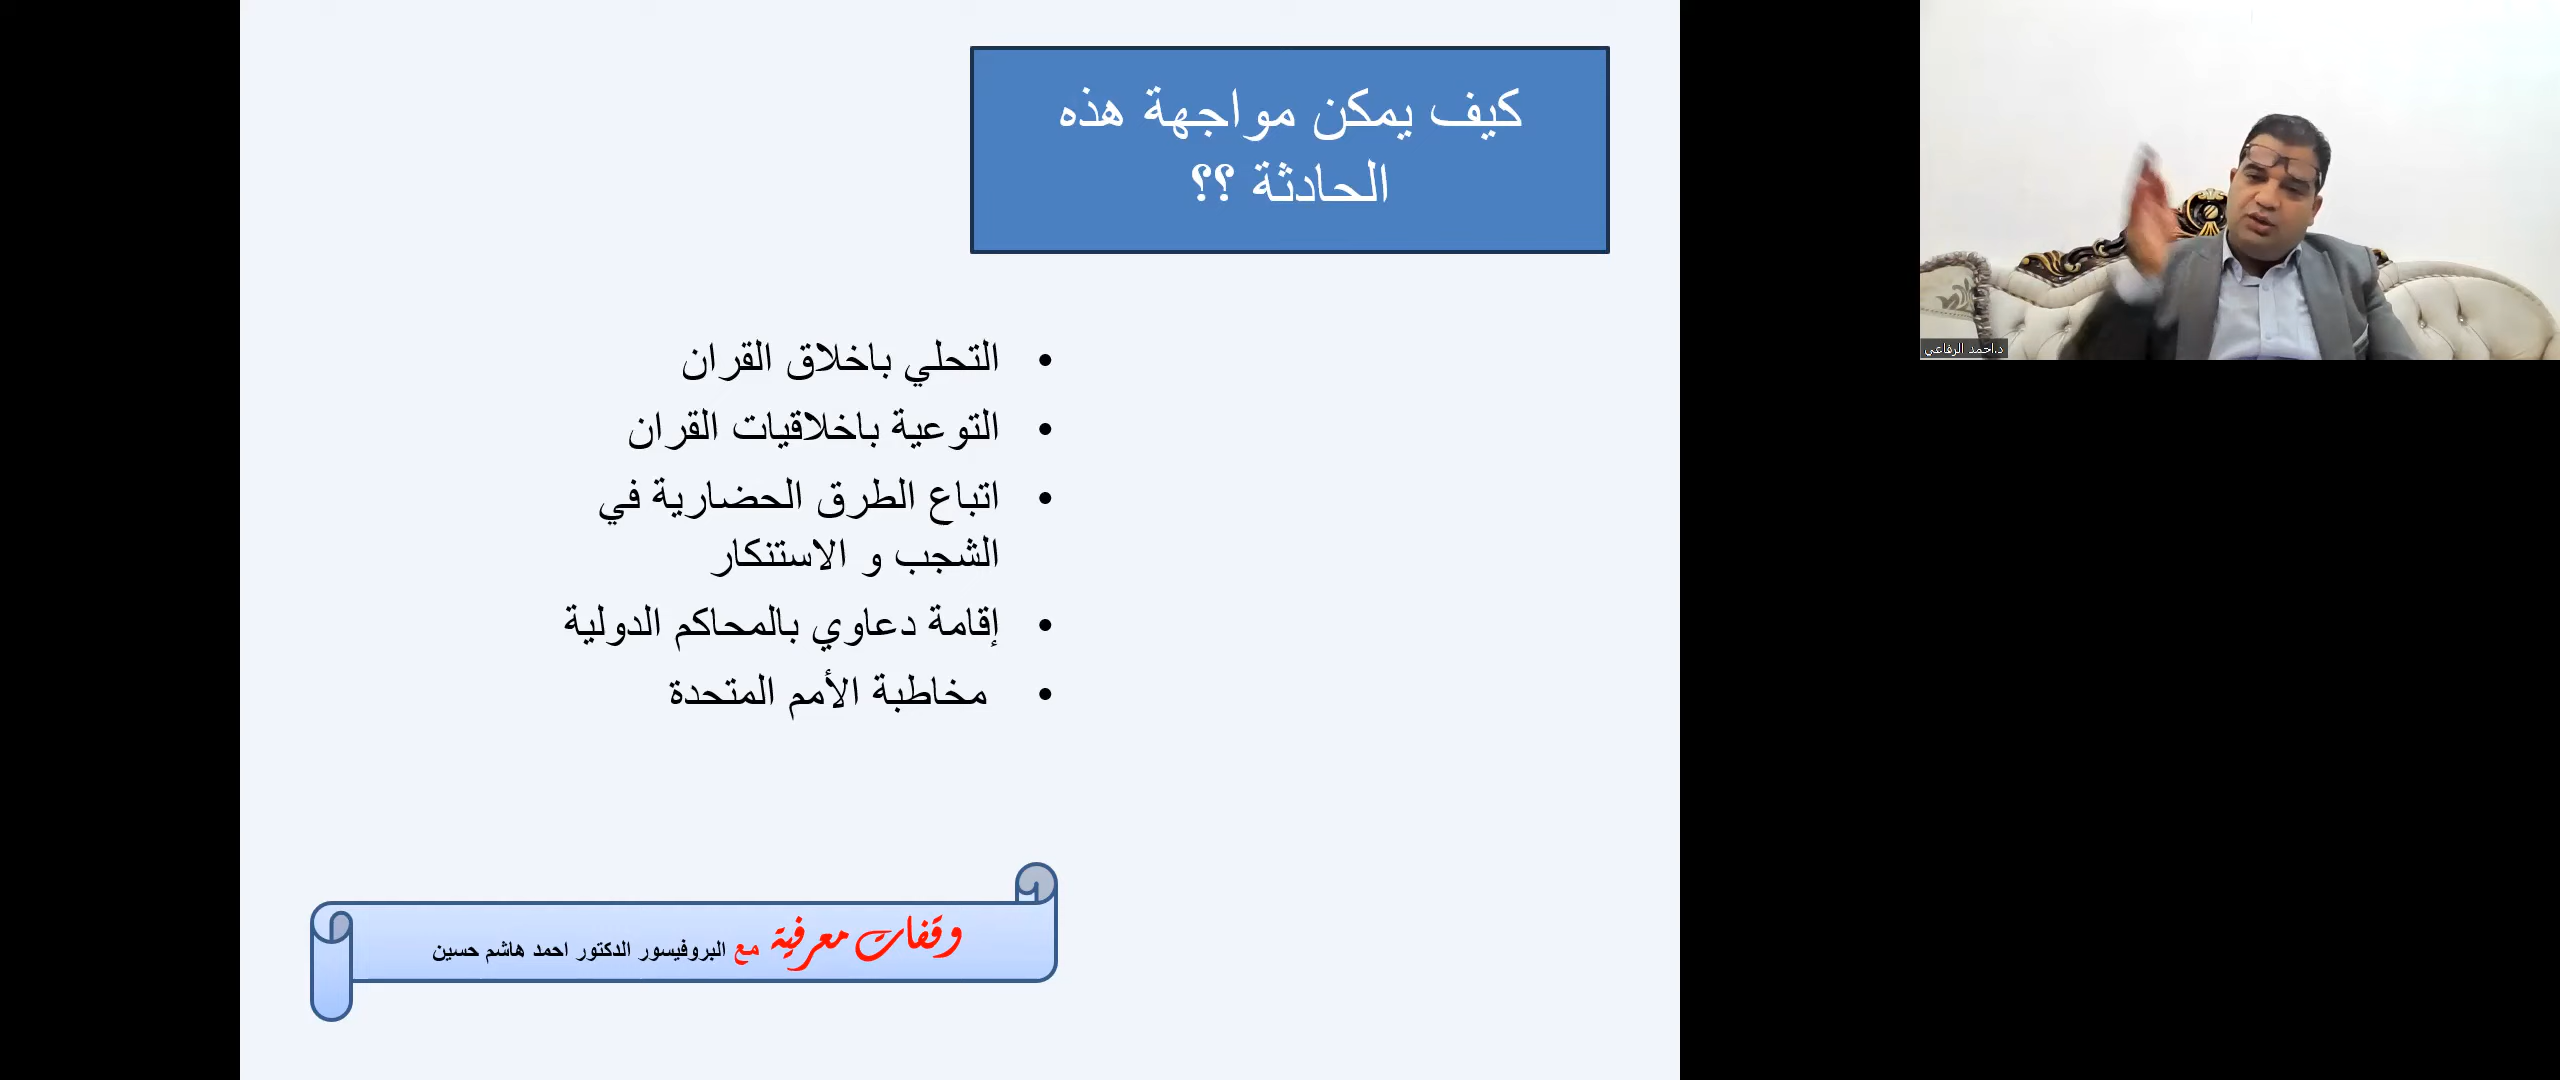 كيف يمكن مواجهة هذه
الحادثة ؟؟
• التحلي باخلاق القران
• التوعية باخلاقيات القران
• اتباع الطرق الحضارية في
الشجب و الاستنكار
• إقامة دعاوي بالمحاكم الدولية
• مخاطبة الأمم المتحدة
وقفات معرفية مع البروفيسور الدكتور احمد هاشم حسين
د.احمد الرفاعي